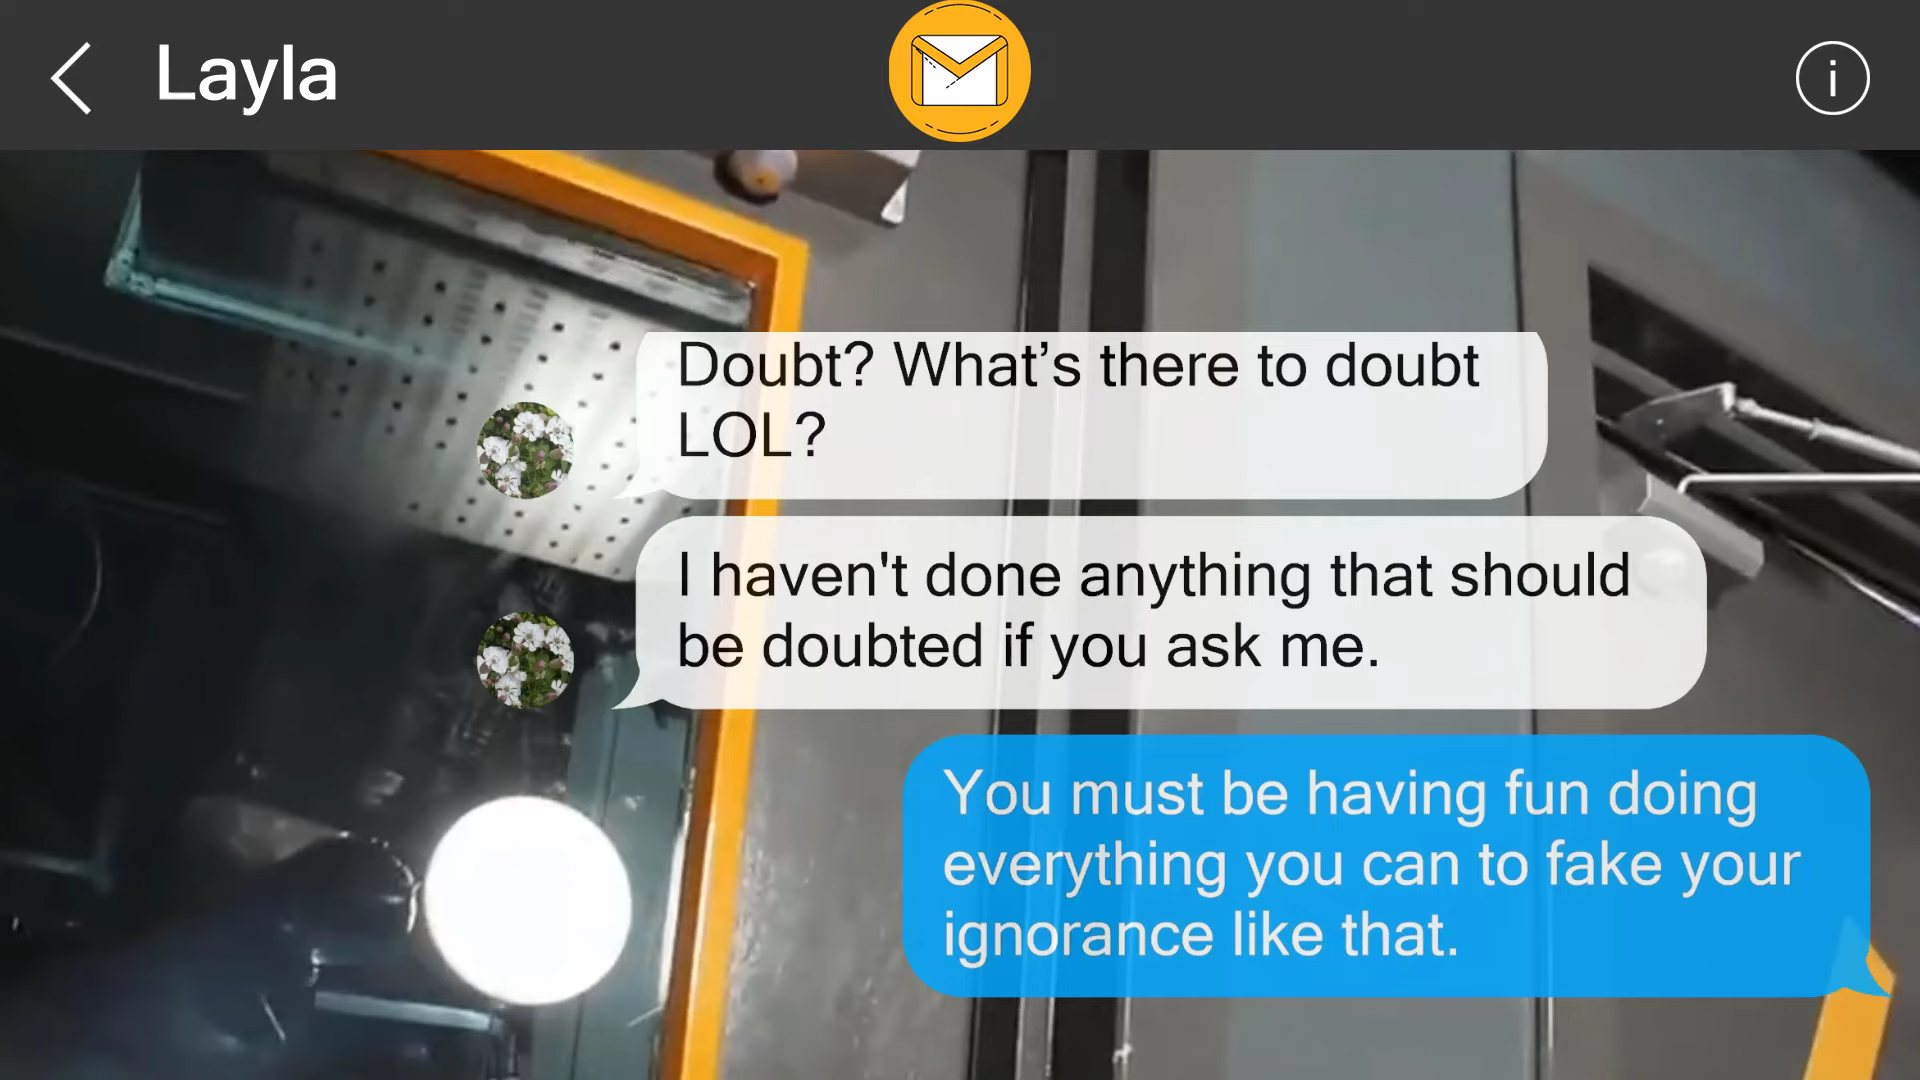 Layla
Doubt? What’s there to doubt
LOL?
I haven't done anything that should
be doubted if you ask me.
You must be having fun doing
everything you can to fake your
ignorance like that.